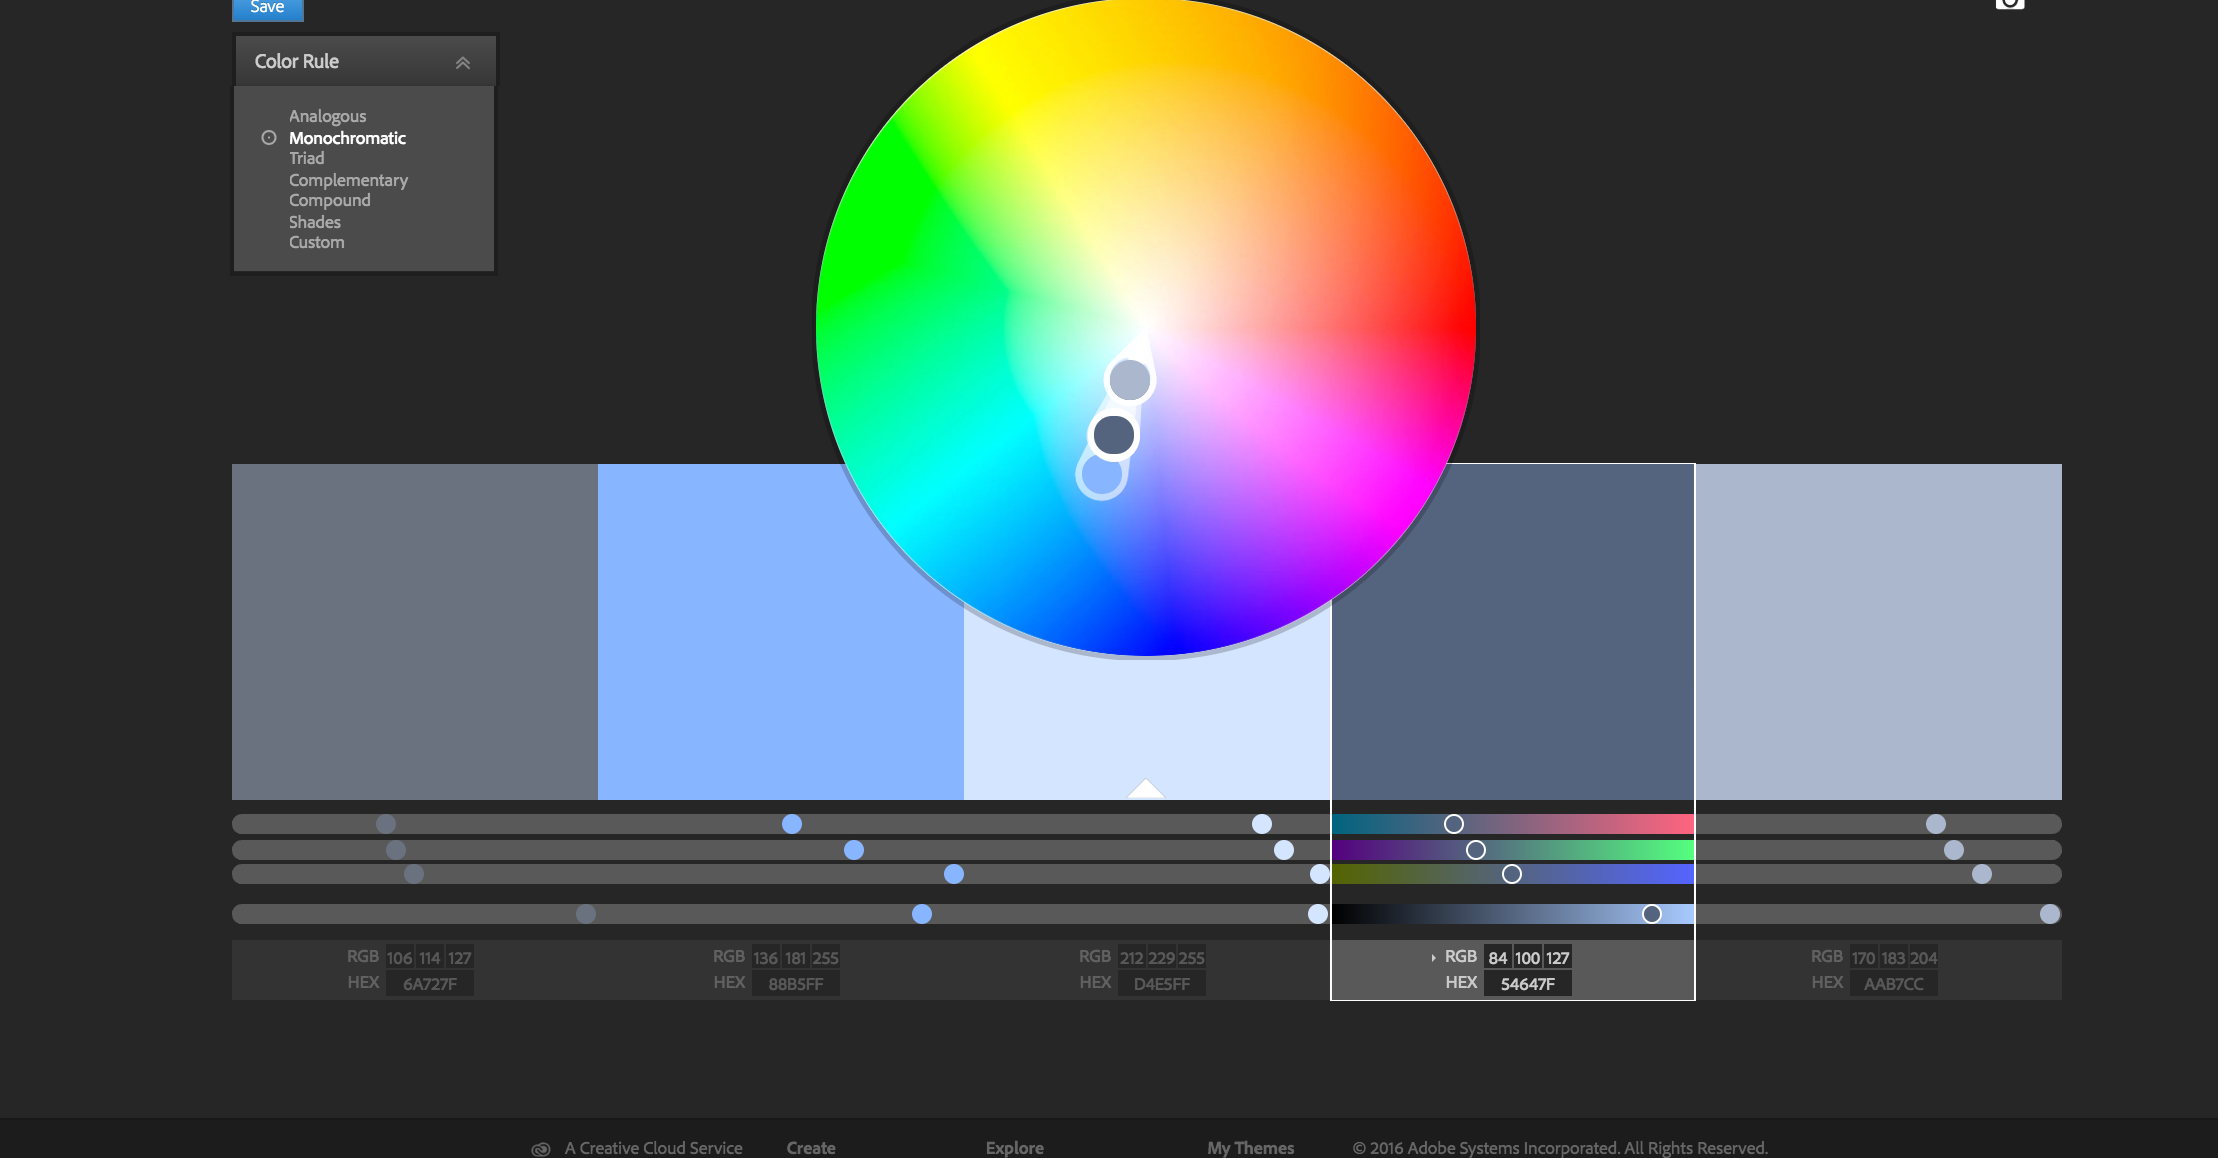 Save
Color Rule
Analogous
Monochromatic
Triad
Complementary
Compound
Shades
Custom
RGB 106 114 127
HEX 6A727F
RGB 136 181 255
HEX 88B5FF
RGB 212 229 255
HEX D4E5FF
RGB 84 100 127
HEX 54647F
RGB 170 183 204
HEX AAB7CC
A Creative Cloud Service Create Explore My Themes © 2016 Adobe Systems Incorporated. All Rights Reserved.